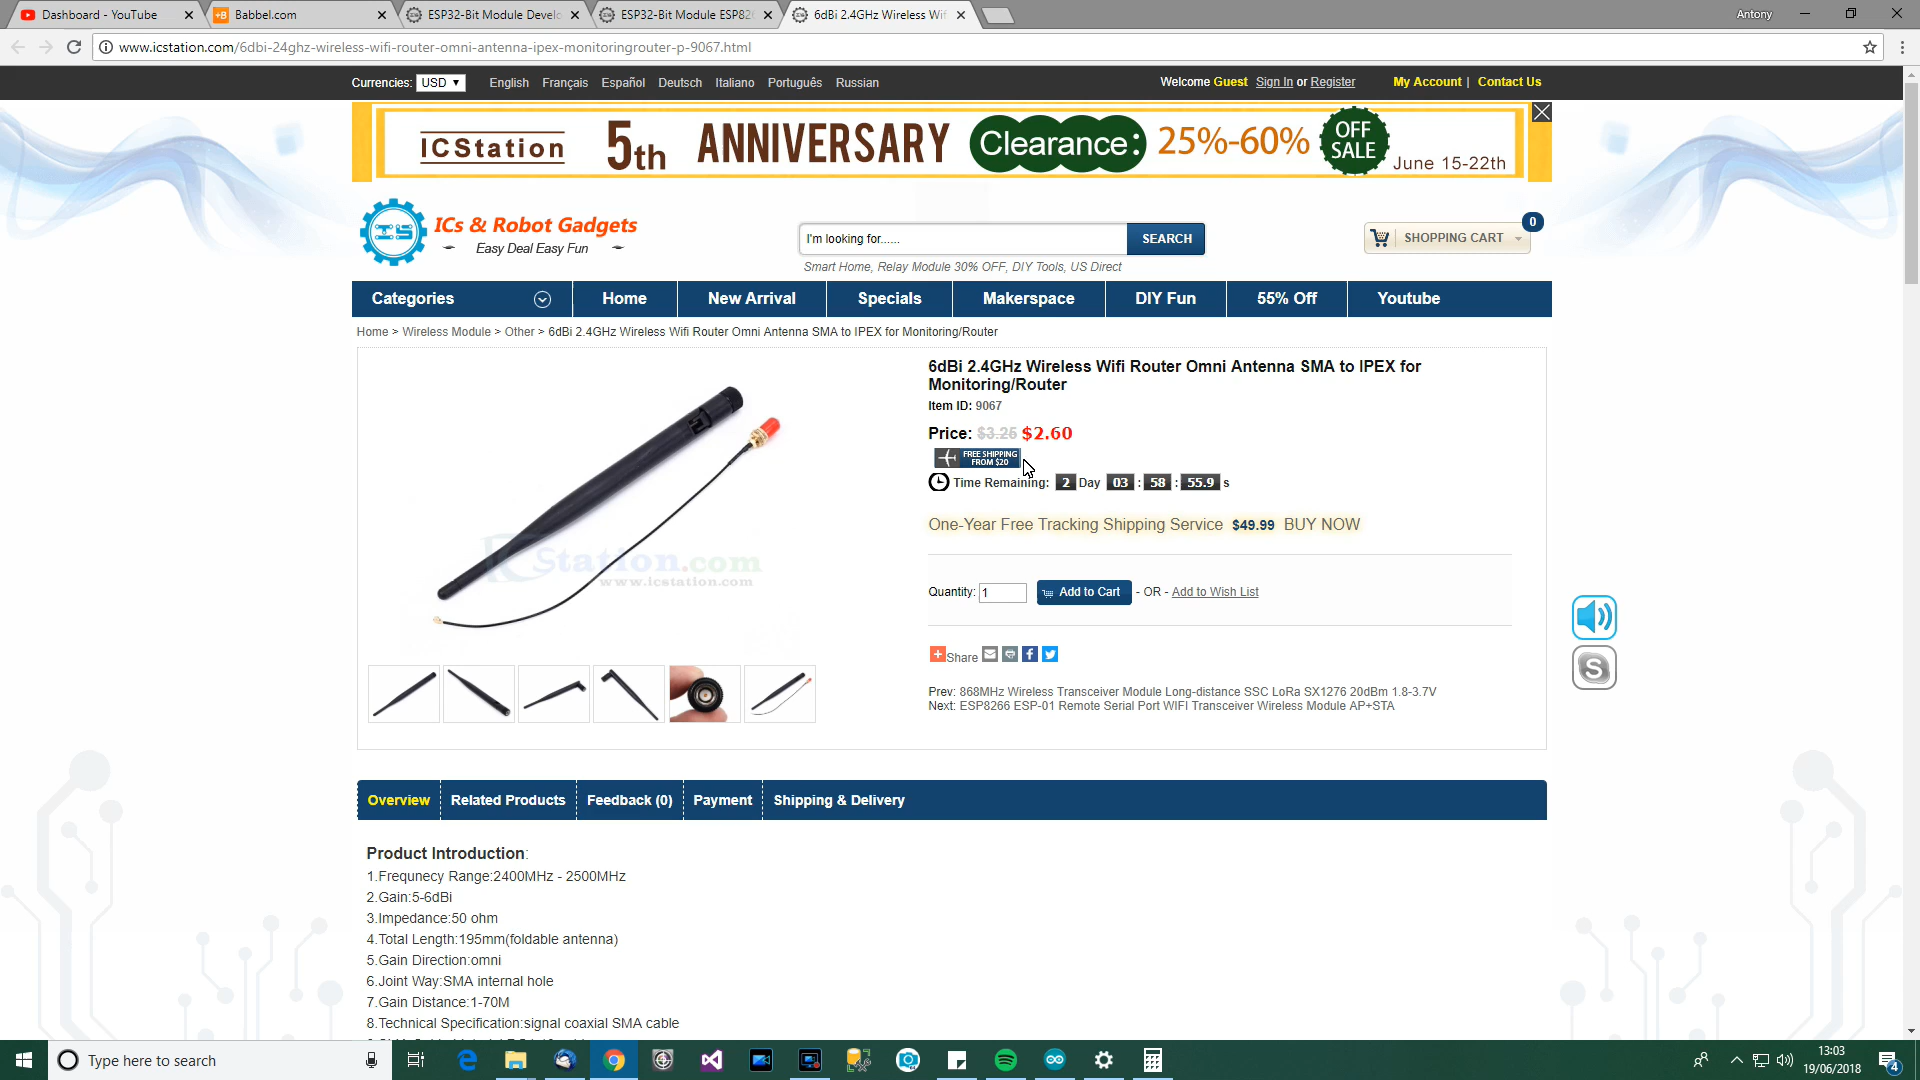 Dashboard - YouTube
Babbel.com
ESP32-Bit Module Develo
ESP32-Bit Module ESP82
6dBi 2.4GHz Wireless Wif
Antony
www.icstation.com/6dbi-24ghz-wireless-wifi-router-omni-antenna-ipex-monitoringrouter-p-9067.html
Currencies: USD English Français Español Deutsch Italiano Português Russian
Welcome Guest Sign In or Register My Account | Contact Us
ICStation 5th ANNIVERSARY Clearance: 25%-60% OFF SALE June 15-22th
ICs & Robot Gadgets
Easy Deal Easy Fun
I'm looking for......
SEARCH
Smart Home, Relay Module 30% OFF, DIY Tools, US Direct
SHOPPING CART
0
Categories Home New Arrival Specials Makerspace DIY Fun 55% Off Youtube
Home > Wireless Module > Other > 6dBi 2.4GHz Wireless Wifi Router Omni Antenna SMA to IPEX for Monitoring/Router
ICStation.com
www.icstation.com
6dBi 2.4GHz Wireless Wifi Router Omni Antenna SMA to IPEX for
Monitoring/Router
Item ID: 9067
Price: $3.25 $2.60
FREE SHIPPING
FROM $20
Time Remaining: 2 Day 03 : 58 : 55.9 s
One-Year Free Tracking Shipping Service $49.99 BUY NOW
Quantity: 1 Add to Cart - OR - Add to Wish List
Share
Prev: 868MHz Wireless Transceiver Module Long-distance SSC LoRa SX1276 20dBm 1.8-3.7V
Next: ESP8266 ESP-01 Remote Serial Port WIFI Transceiver Wireless Module AP+STA
Overview Related Products Feedback (0) Payment Shipping & Delivery
Product Introduction:
1.Frequnecy Range:2400MHz - 2500MHz
2.Gain:5-6dBi
3.Impedance:50 ohm
4.Total Length:195mm(foldable antenna)
5.Gain Direction:omni
6.Joint Way:SMA internal hole
7.Gain Distance:1-70M
8.Technical Specification:signal coaxial SMA cable
Type here to search
13:03
19/06/2018
4